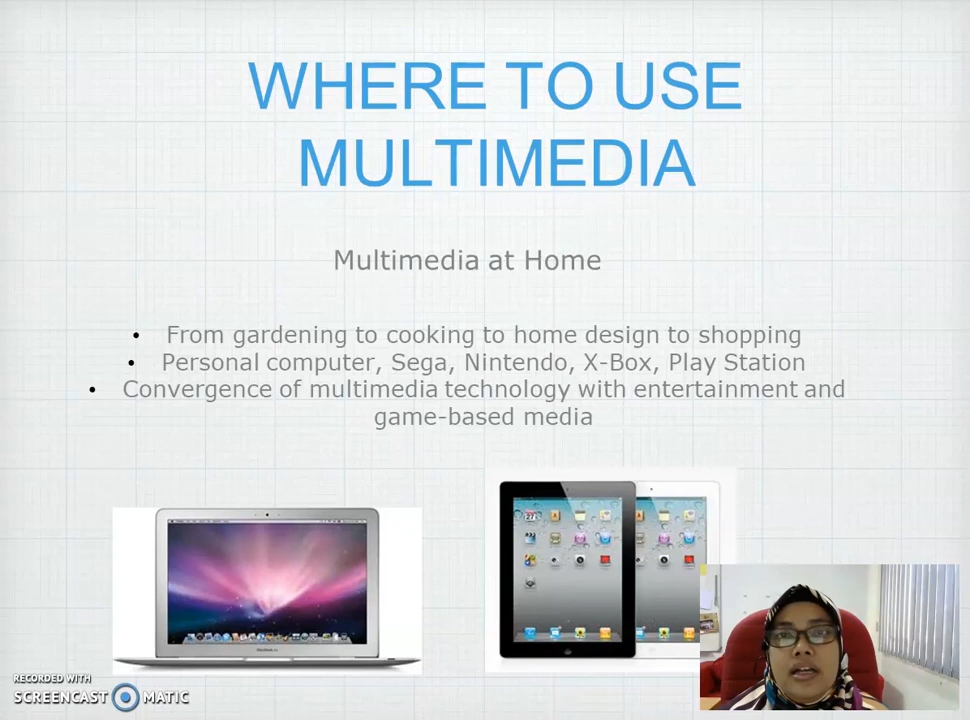 WHERE TO USE
MULTIMEDIA
Multimedia at Home
• From gardening to cooking to home design to shopping
• Personal computer, Sega, Nintendo, X-Box, Play Station
• Convergence of multimedia technology with entertainment and
game-based media
RECORDED WITH
SCREENCAST MATIC